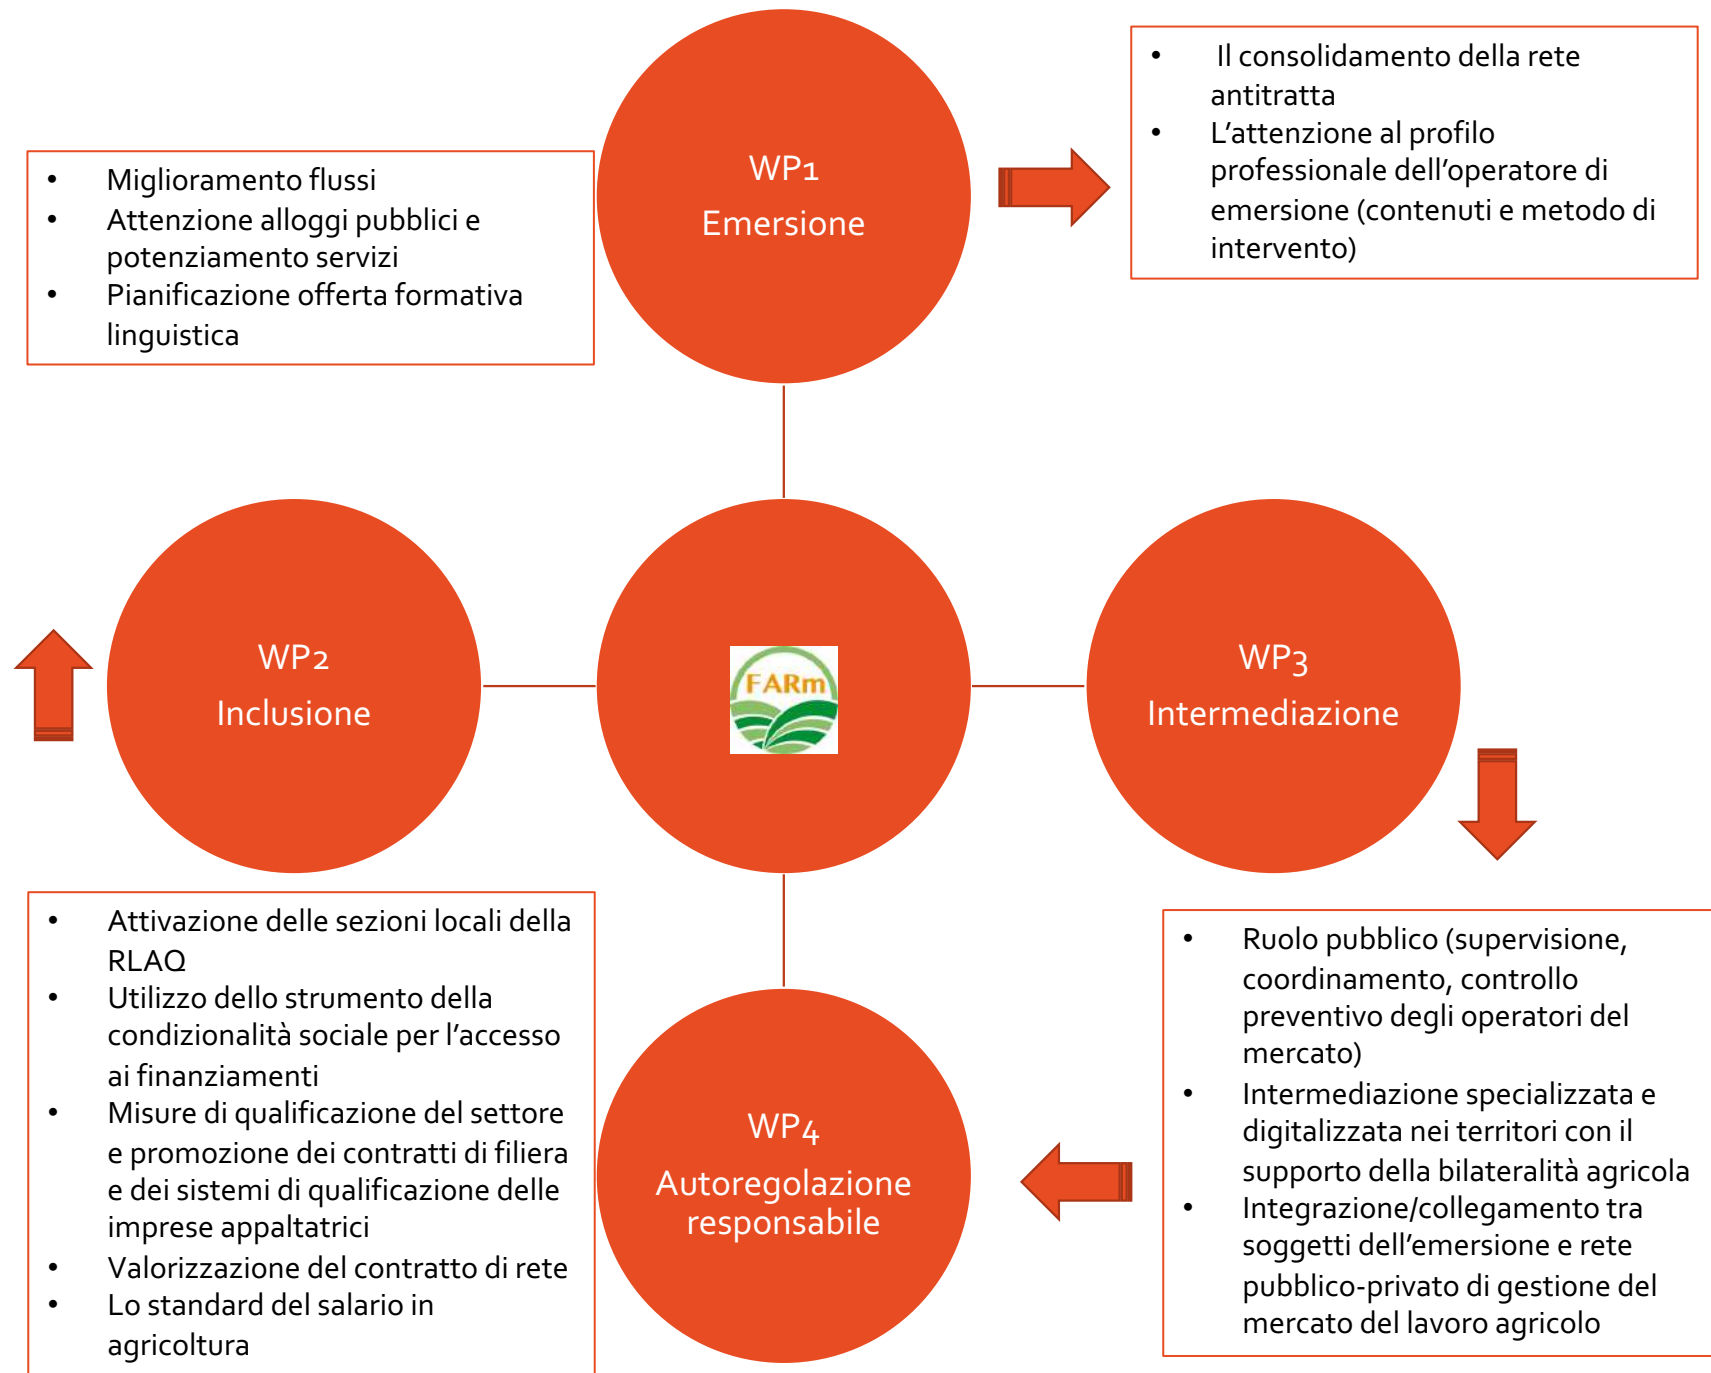 WP1
Emersione
•	Il consolidamento della rete
antitratta
•	L’attenzione al profilo
professionale dell’operatore di
emersione (contenuti e metodo di
intervento)
•	Miglioramento flussi
•	Attenzione alloggi pubblici e
potenziamento servizi
•	Pianificazione offerta formativa
linguistica
WP2
Inclusione
FARm
WP3
Intermediazione
•	Attivazione delle sezioni locali della
RLAQ
•	Utilizzo dello strumento della
condizionalità sociale per l’accesso
ai finanziamenti
•	Misure di qualificazione del settore
e promozione dei contratti di filiera
e dei sistemi di qualificazione delle
imprese appaltatrici
•	Valorizzazione del contratto di rete
•	Lo standard del salario in
agricoltura
WP4
Autoregolazione
responsabile
•	Ruolo pubblico (supervisione,
coordinamento, controllo
preventivo degli operatori del
mercato)
•	Intermediazione specializzata e
digitalizzata nei territori con il
supporto della bilateralità agricola
•	Integrazione/collegamento tra
soggetti dell’emersione e rete
pubblico-privato di gestione del
mercato del lavoro agricolo